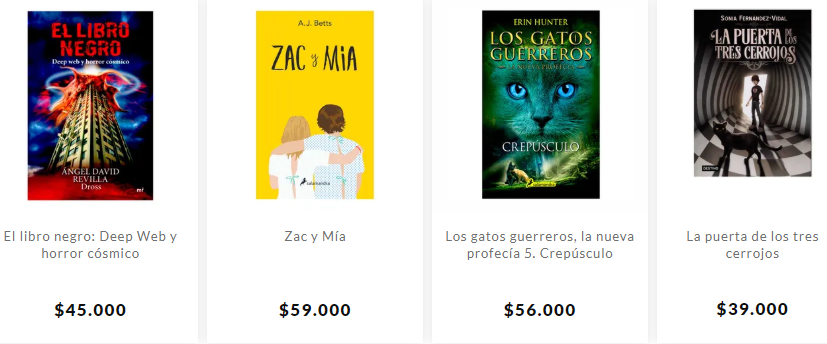 EL LIBRO
NEGRO
Deep web y horror cósmico
ÁNGEL DAVID
REVILLA
Dross
mr
A.J. Betts
ZAC y MíA
salamandra
ERIN HUNTER
LOS GATOS
GUERREROS
LA NUEVA PROFECÍA
CREPÚSCULO
salamandra
SONIA FERNÁNDEZ-VIDAL
LA PUERTA DE LOS
TRES CERROJOS
DESTINO
El libro negro: Deep Web y
horror cósmico
Zac y Mía
Los gatos guerreros, la nueva
profecía 5. Crepúsculo
La puerta de los tres
cerrojos
$45.000
$59.000
$56.000
$39.000